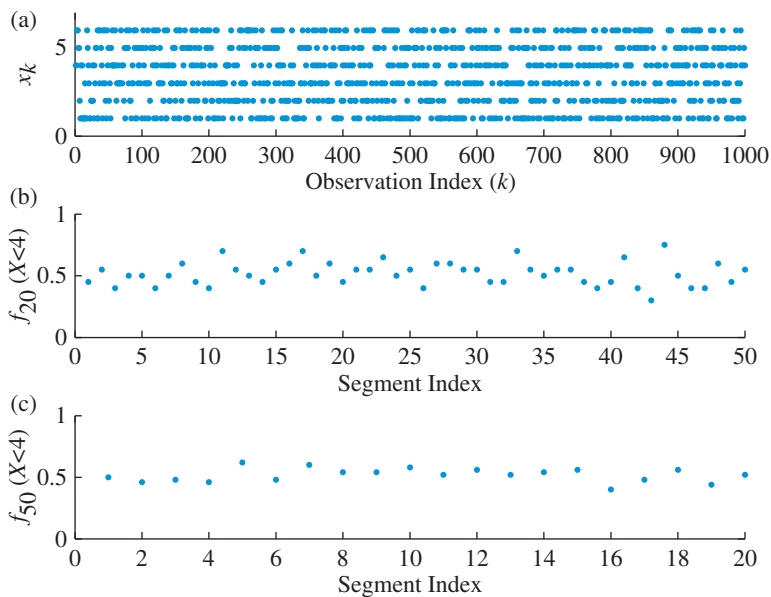 (a)
x_k
5
0
0 100 200 300 400 500 600 700 800 900 1000
Observation Index (k)
(b)
f_20 (X<4)
1
0.5
0
0 5 10 15 20 25 30 35 40 45 50
Segment Index
(c)
f_50 (X<4)
1
0.5
0
0 2 4 6 8 10 12 14 16 18 20
Segment Index